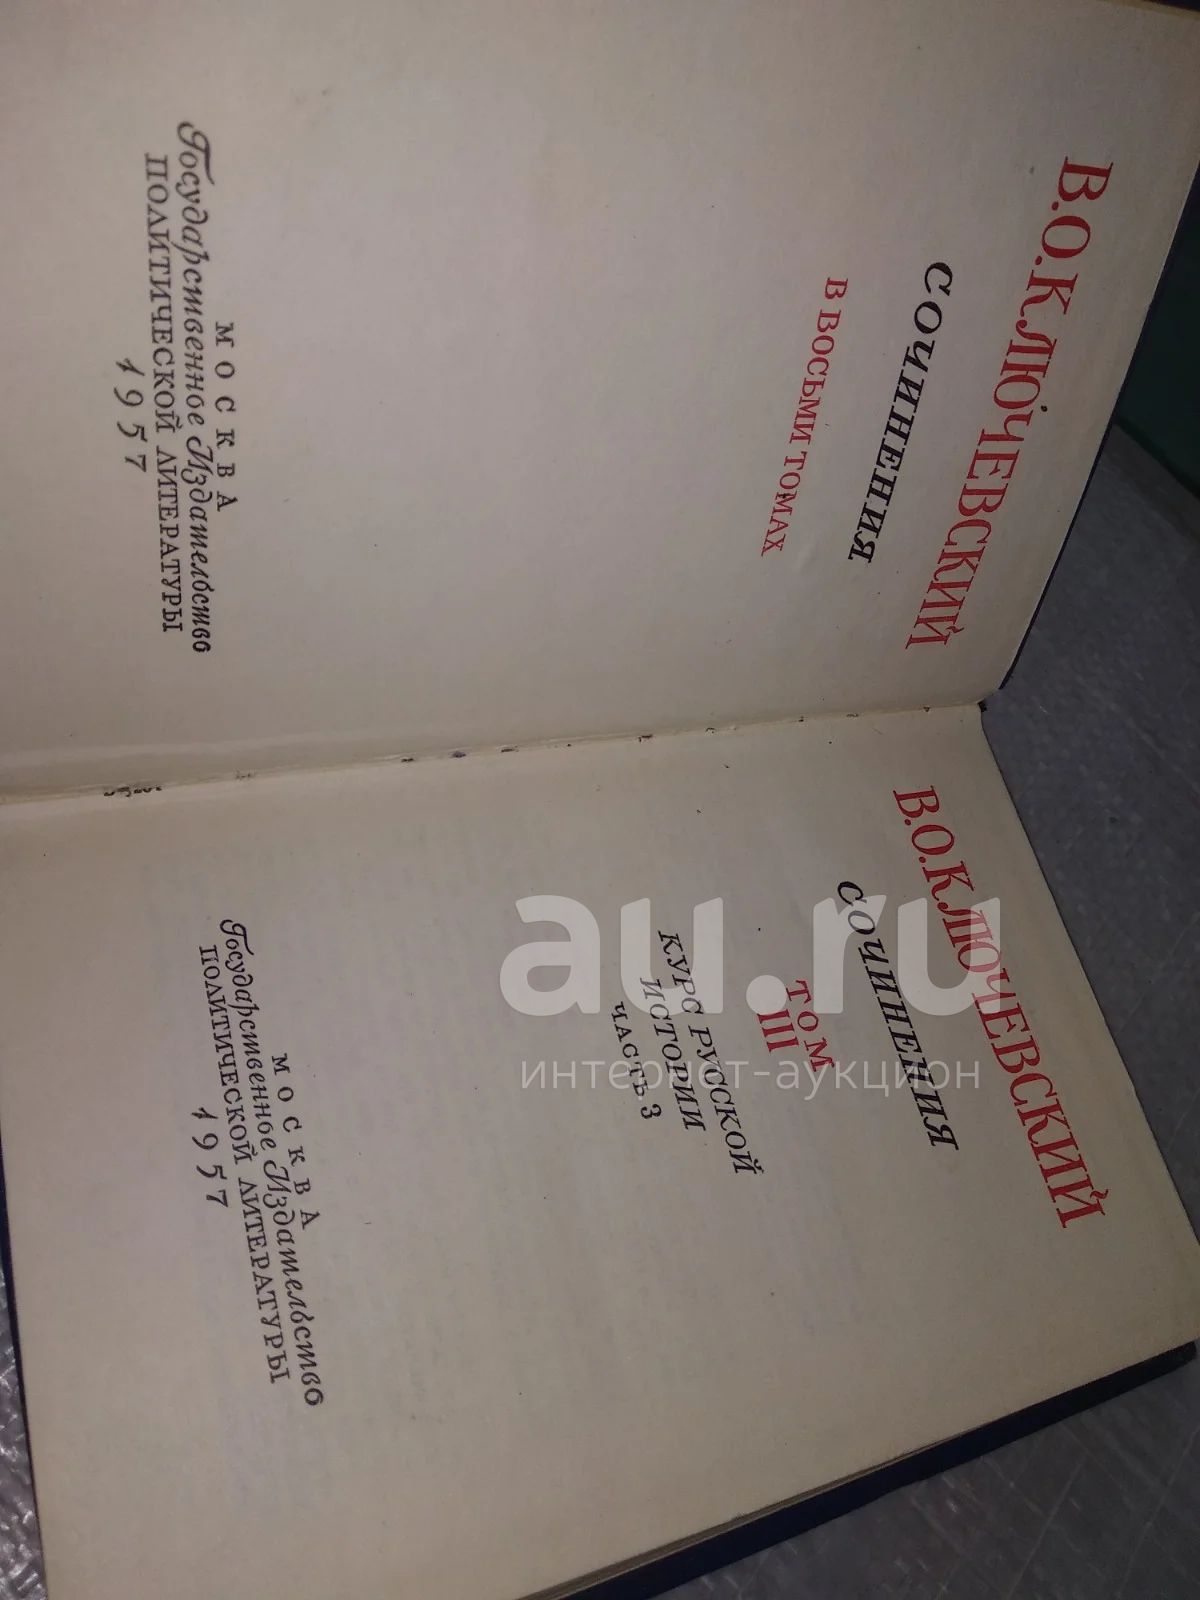 В. О. КЛЮЧЕВСКИЙ
СОЧИНЕНИЯ
В ВОСЬМИ ТОМАХ
МОСКВА
Государственное Издательство
ПОЛИТИЧЕСКОЙ ЛИТЕРАТУРЫ
1957
В. О. КЛЮЧЕВСКИЙ
СОЧИНЕНИЯ
ТОМ
III
КУРС РУССКОЙ
ИСТОРИИ
ЧАСТЬ 3
МОСКВА
Государственное Издательство
ПОЛИТИЧЕСКОЙ ЛИТЕРАТУРЫ
1957
au.ru
интернет-аукцион